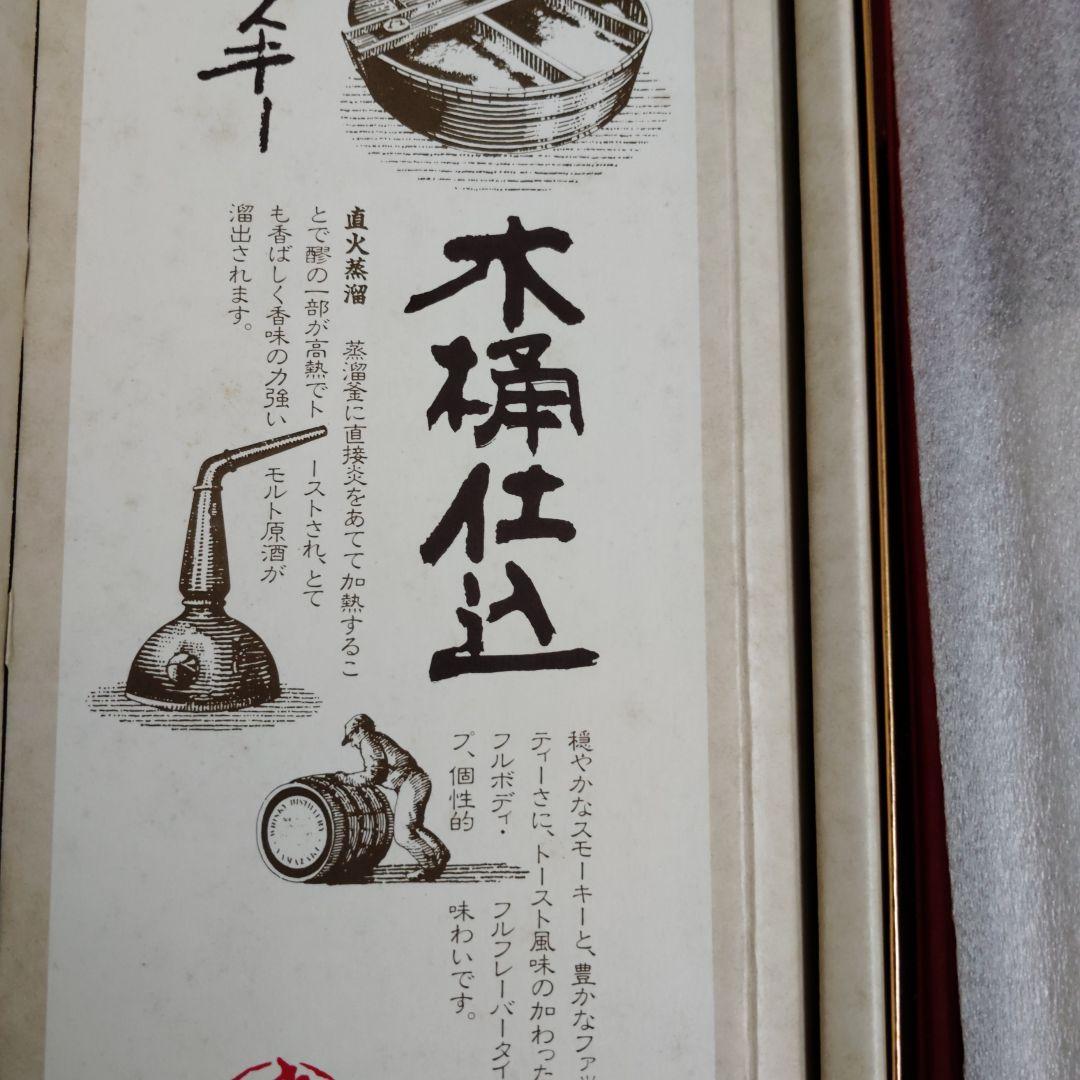 スキー
木桶仕込
直火蒸溜 蒸溜釜に直接炎をあてて加熱するこ
とで醪の一部が高熱でトーストされ、とて
も香ばしく香味の力強いモルト原酒が
溜出されます。
穏やかなスモーキーと、豊かなファッ
ティーさに、トースト風味の加わった
フルボディ・フルフレーバータイ
プ、個性的味わいです。
WHISKY DISTILLERY
YAMAZAKI